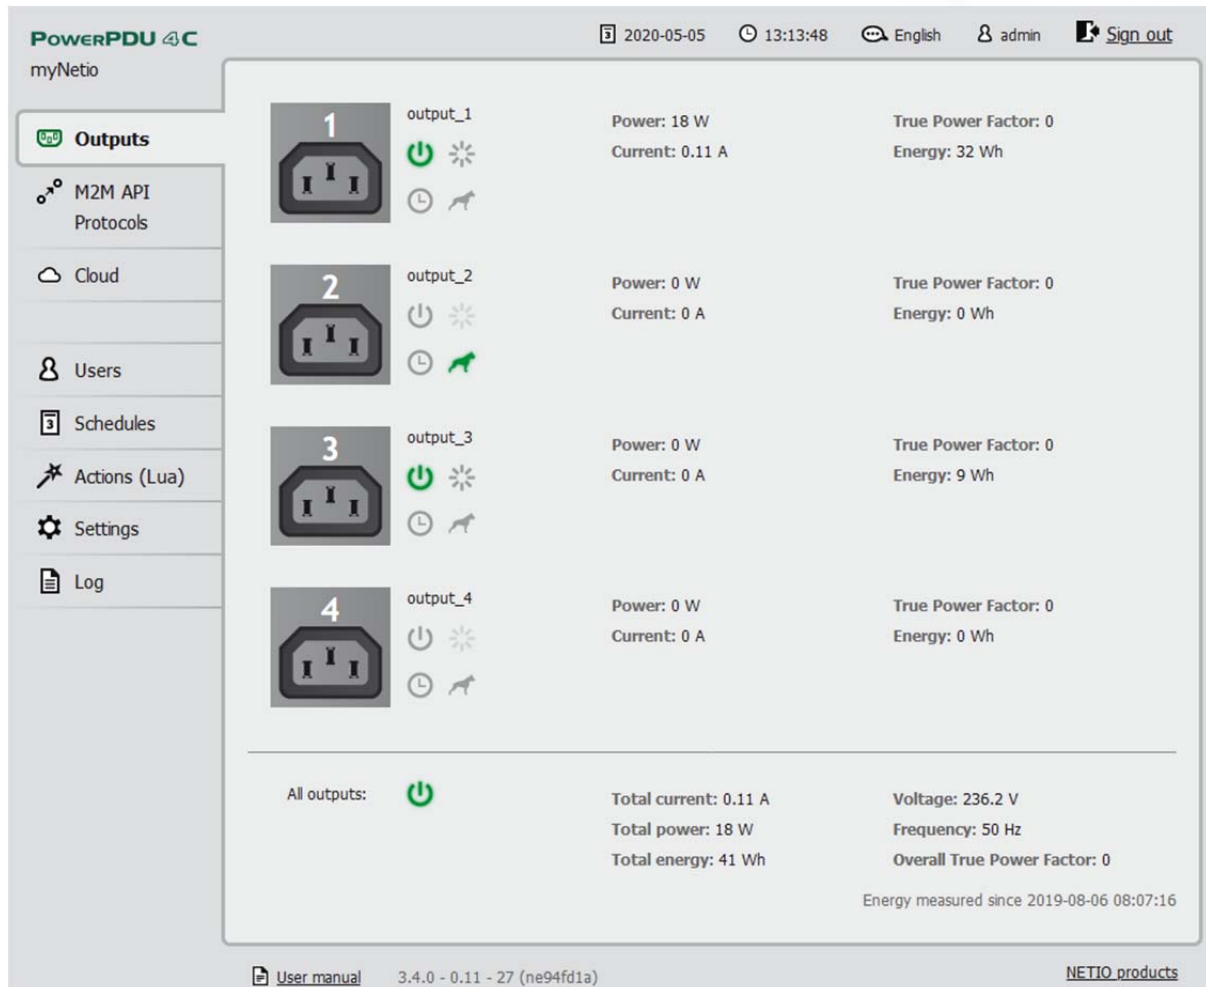 PowerPDU 4C
2020-05-05 13:13:48 English admin Sign out
myNetio
Outputs
M2M API
Protocols
Cloud
Users
3 Schedules
Actions (Lua)
Settings
Log
1
output_1
Power: 18 W
Current: 0.11 A
True Power Factor: 0
Energy: 32 Wh
2
output_2
Power: 0 W
Current: 0 A
True Power Factor: 0
Energy: 0 Wh
3
output_3
Power: 0 W
Current: 0 A
True Power Factor: 0
Energy: 9 Wh
4
output_4
Power: 0 W
Current: 0 A
True Power Factor: 0
Energy: 0 Wh
All outputs:
Total current: 0.11 A
Total power: 18 W
Total energy: 41 Wh
Voltage: 236.2 V
Frequency: 50 Hz
Overall True Power Factor: 0
Energy measured since 2019-08-06 08:07:16
User manual 3.4.0 - 0.11 - 27 (ne94fd1a) NETIO products